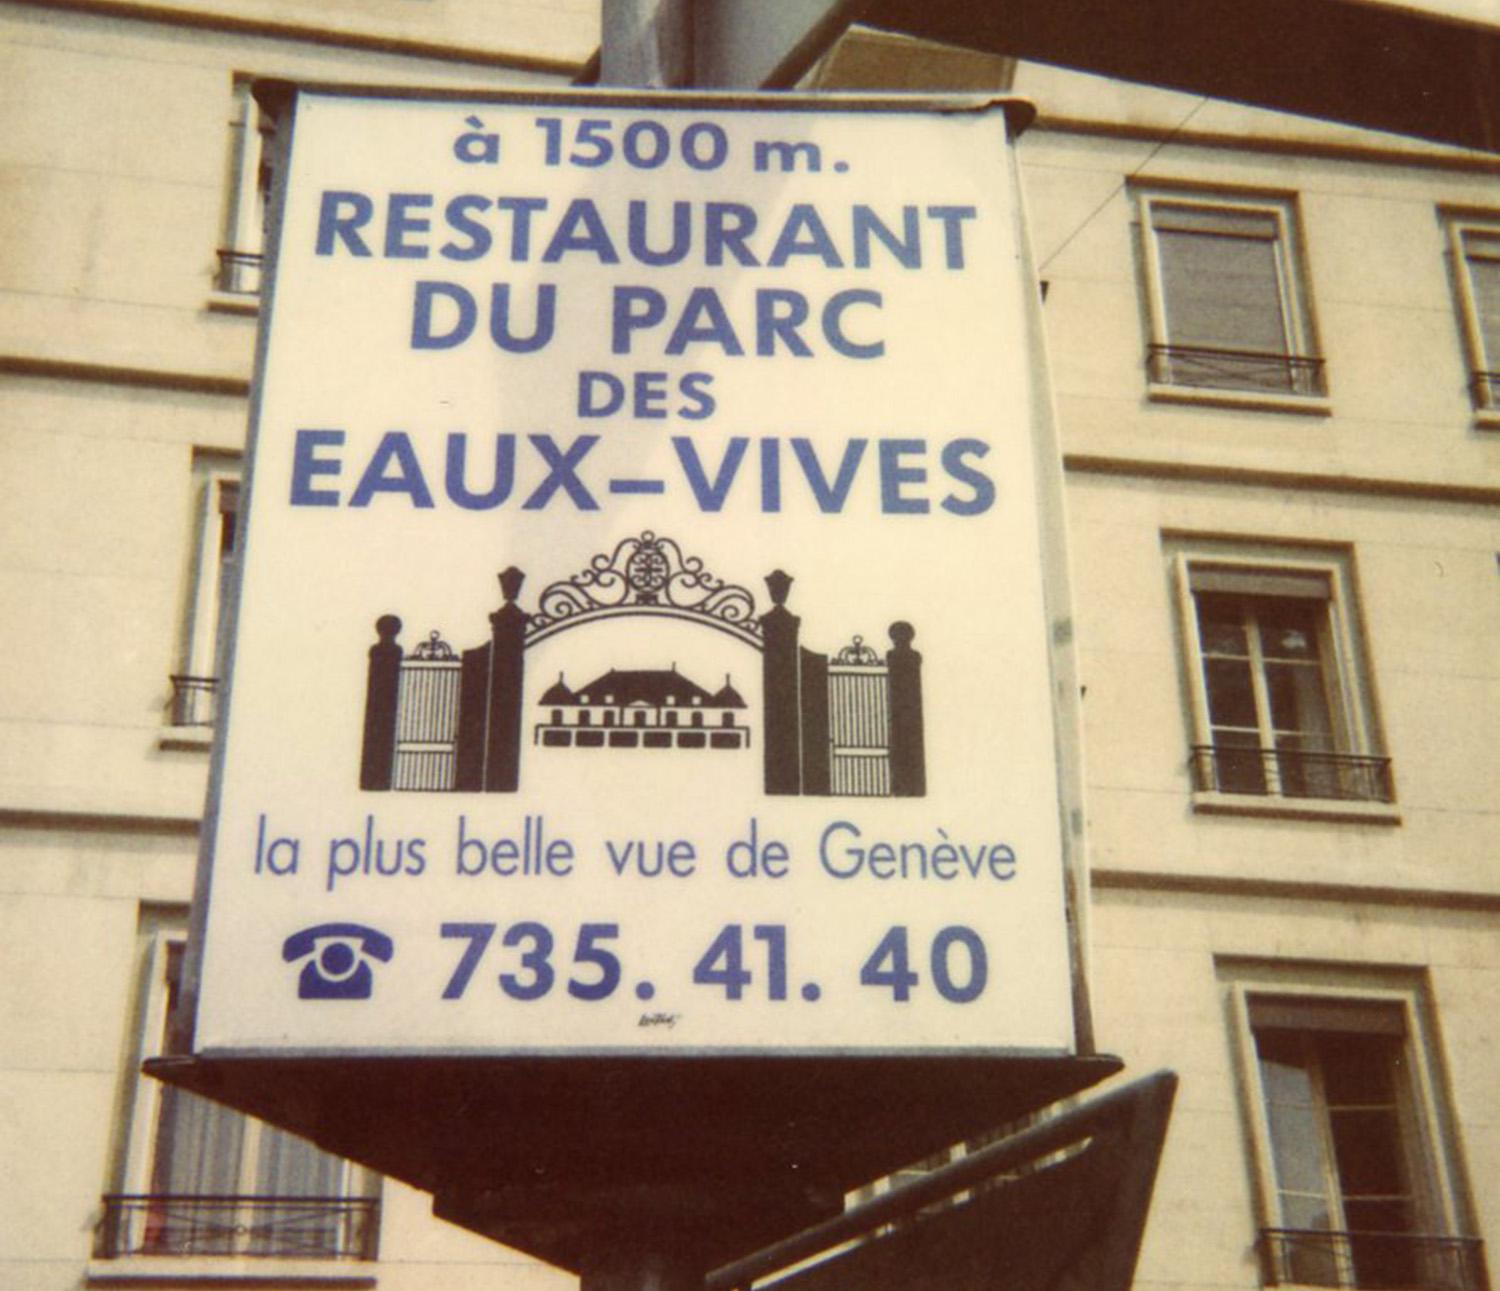 à 1500 m.
RESTAURANT
DU PARC
DES
EAUX-VIVES
la plus belle vue de Genève
735. 41. 40